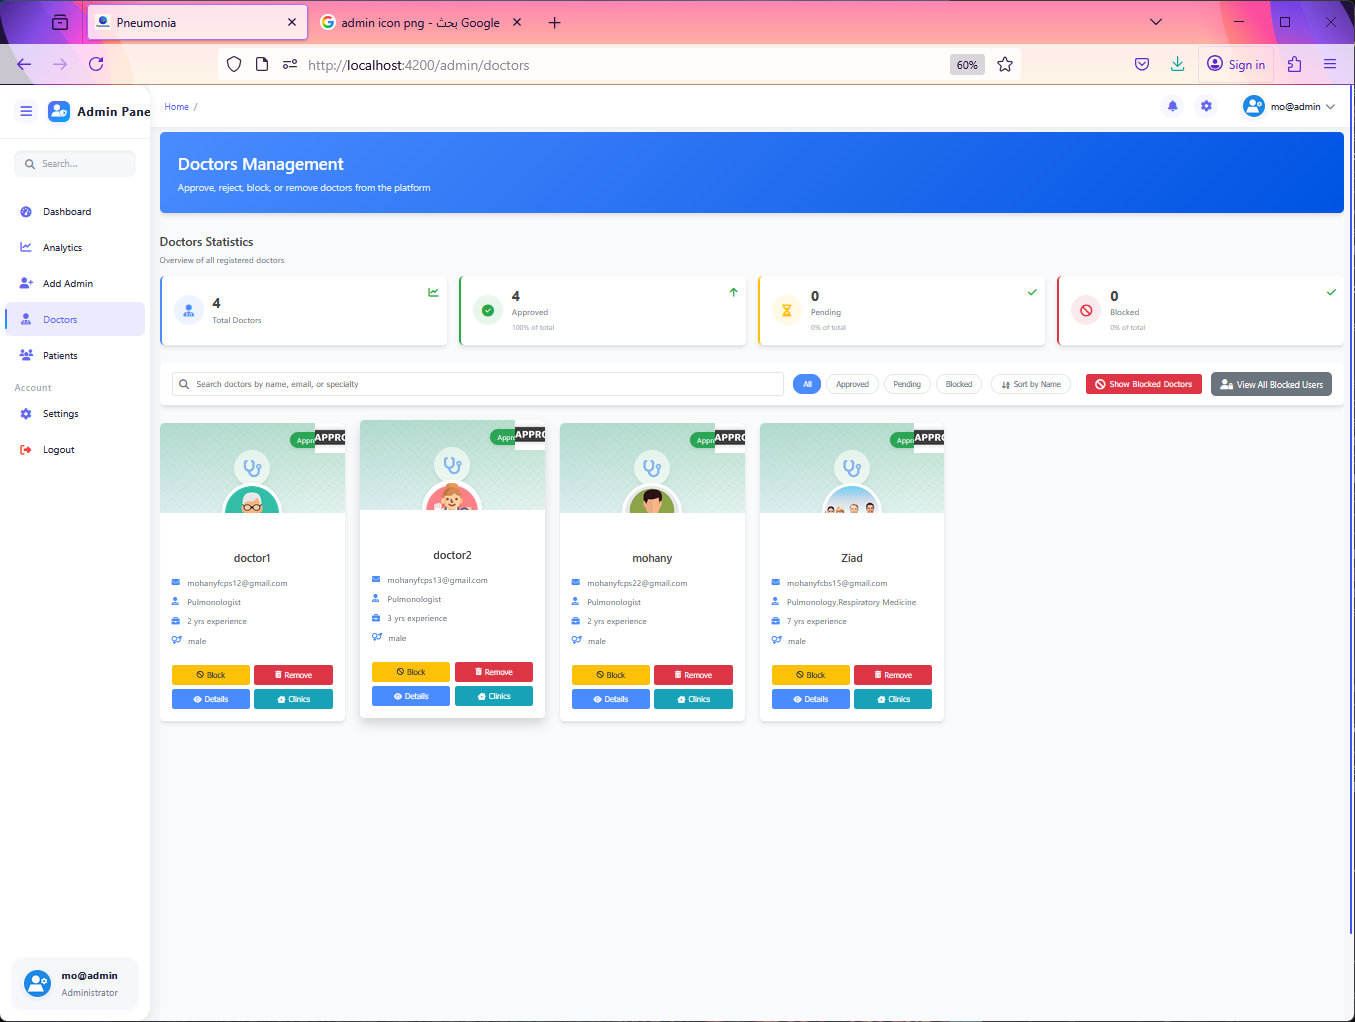 Pneumonia
admin icon png - بحث Google
http://localhost:4200/admin/doctors
60%
Sign in
Admin Pane
Home /
mo@admin
Search...
Dashboard
Analytics
Add Admin
Doctors
Patients
Account
Settings
Logout
mo@admin
Administrator
Doctors Management
Approve, reject, block, or remove doctors from the platform
Doctors Statistics
Overview of all registered doctors
4
Total Doctors
4
Approved
100% of total
0
Pending
0% of total
0
Blocked
0% of total
Search doctors by name, email, or specialty
All
Approved
Pending
Blocked
Sort by Name
Show Blocked Doctors
View All Blocked Users
Appr
APPRO
doctor1
mohanyfcps12@gmail.com
Pulmonologist
2 yrs experience
male
Block
Remove
Details
Clinics
Appr
APPRO
doctor2
mohanyfcps13@gmail.com
Pulmonologist
3 yrs experience
male
Block
Remove
Details
Clinics
Appr
APPRO
mohany
mohanyfcps22@gmail.com
Pulmonologist
2 yrs experience
male
Block
Remove
Details
Clinics
Appr
APPRO
Ziad
mohanyfcbs15@gmail.com
Pulmonology,Respiratory Medicine
7 yrs experience
male
Block
Remove
Details
Clinics